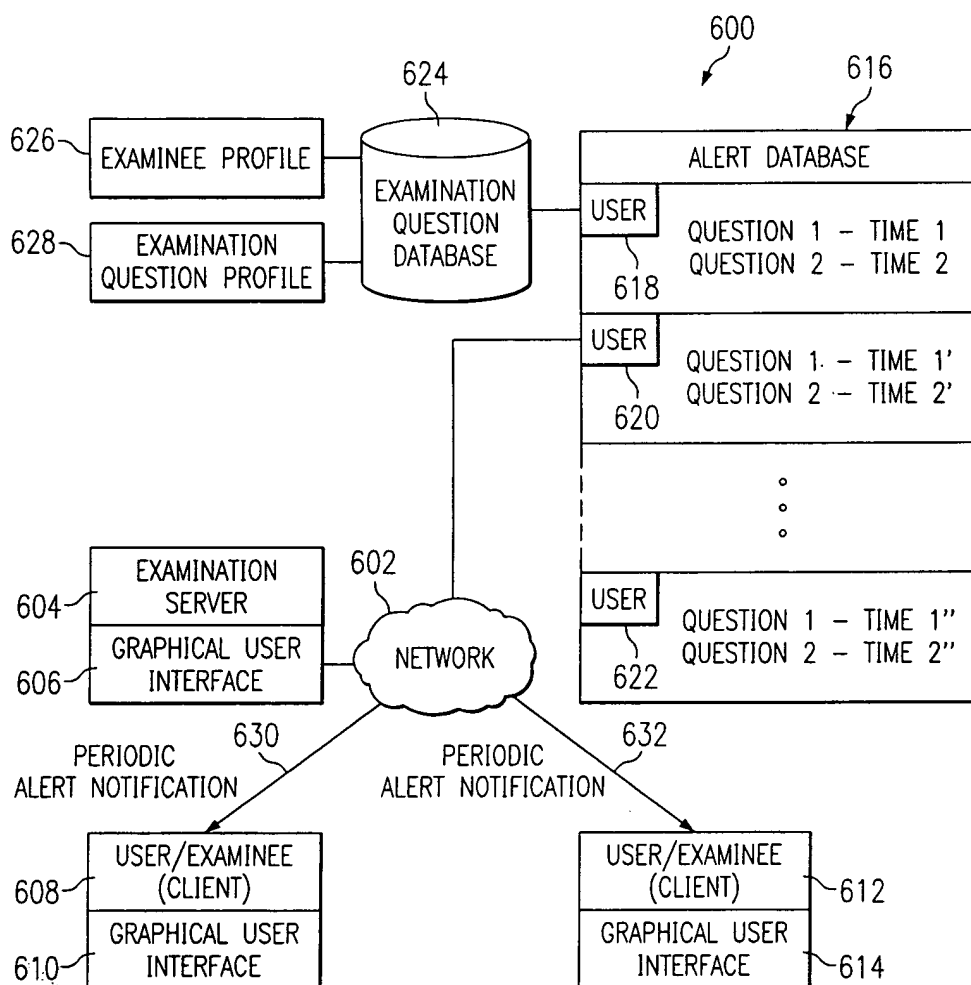 600
624
616
626
EXAMINEE PROFILE
ALERT DATABASE
EXAMINATION
QUESTION
DATABASE
USER
QUESTION 1 – TIME 1
QUESTION 2 – TIME 2
628
EXAMINATION
QUESTION PROFILE
618
USER
QUESTION 1 – TIME 1'
QUESTION 2 – TIME 2'
620
602
604
EXAMINATION
SERVER
USER
QUESTION 1 – TIME 1"
QUESTION 2 – TIME 2"
606
GRAPHICAL USER
INTERFACE
NETWORK
622
630
632
PERIODIC
ALERT NOTIFICATION
PERIODIC
ALERT NOTIFICATION
608
USER/EXAMINEE
(CLIENT)
USER/EXAMINEE
(CLIENT)
612
610
GRAPHICAL USER
INTERFACE
GRAPHICAL USER
INTERFACE
614